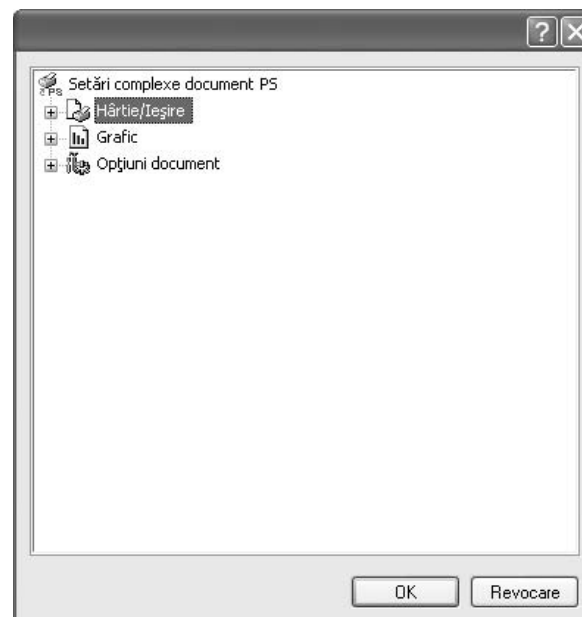 Setări complexe document PS
Hârtie/Ieşire
Grafic
Opţiuni document
OK
Revocare